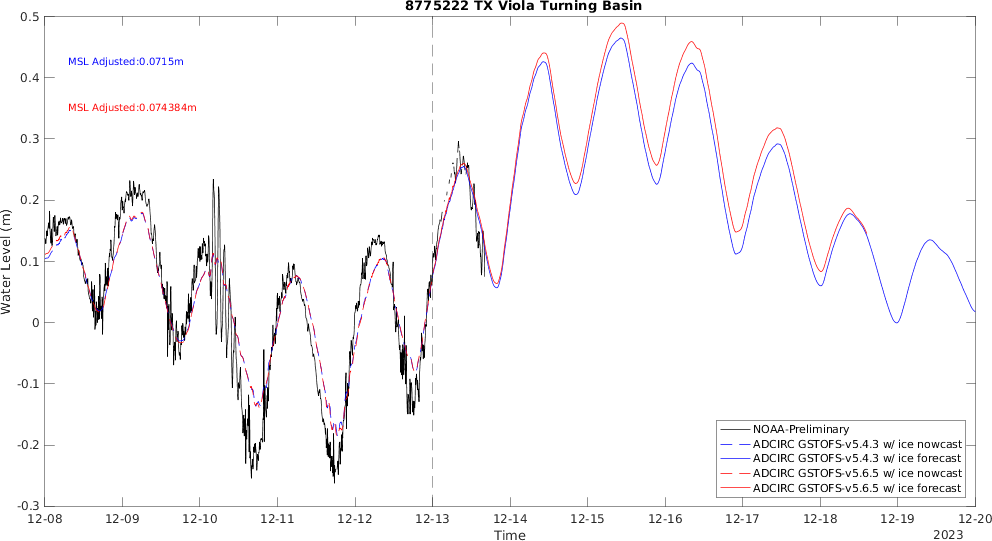 8775222 TX Viola Turning Basin
MSL Adjusted:0.0715m
MSL Adjusted:0.074384m
Water Level (m)
0.5
0.4
0.3
0.2
0.1
0
-0.1
-0.2
-0.3
NOAA-Preliminary
ADCIRC GSTOFS-v5.4.3 w/ ice nowcast
ADCIRC GSTOFS-v5.4.3 w/ ice forecast
ADCIRC GSTOFS-v5.6.5 w/ ice nowcast
ADCIRC GSTOFS-v5.6.5 w/ ice forecast
12-08 12-09 12-10 12-11 12-12 12-13 12-14 12-15 12-16 12-17 12-18 12-19 12-20
Time
2023